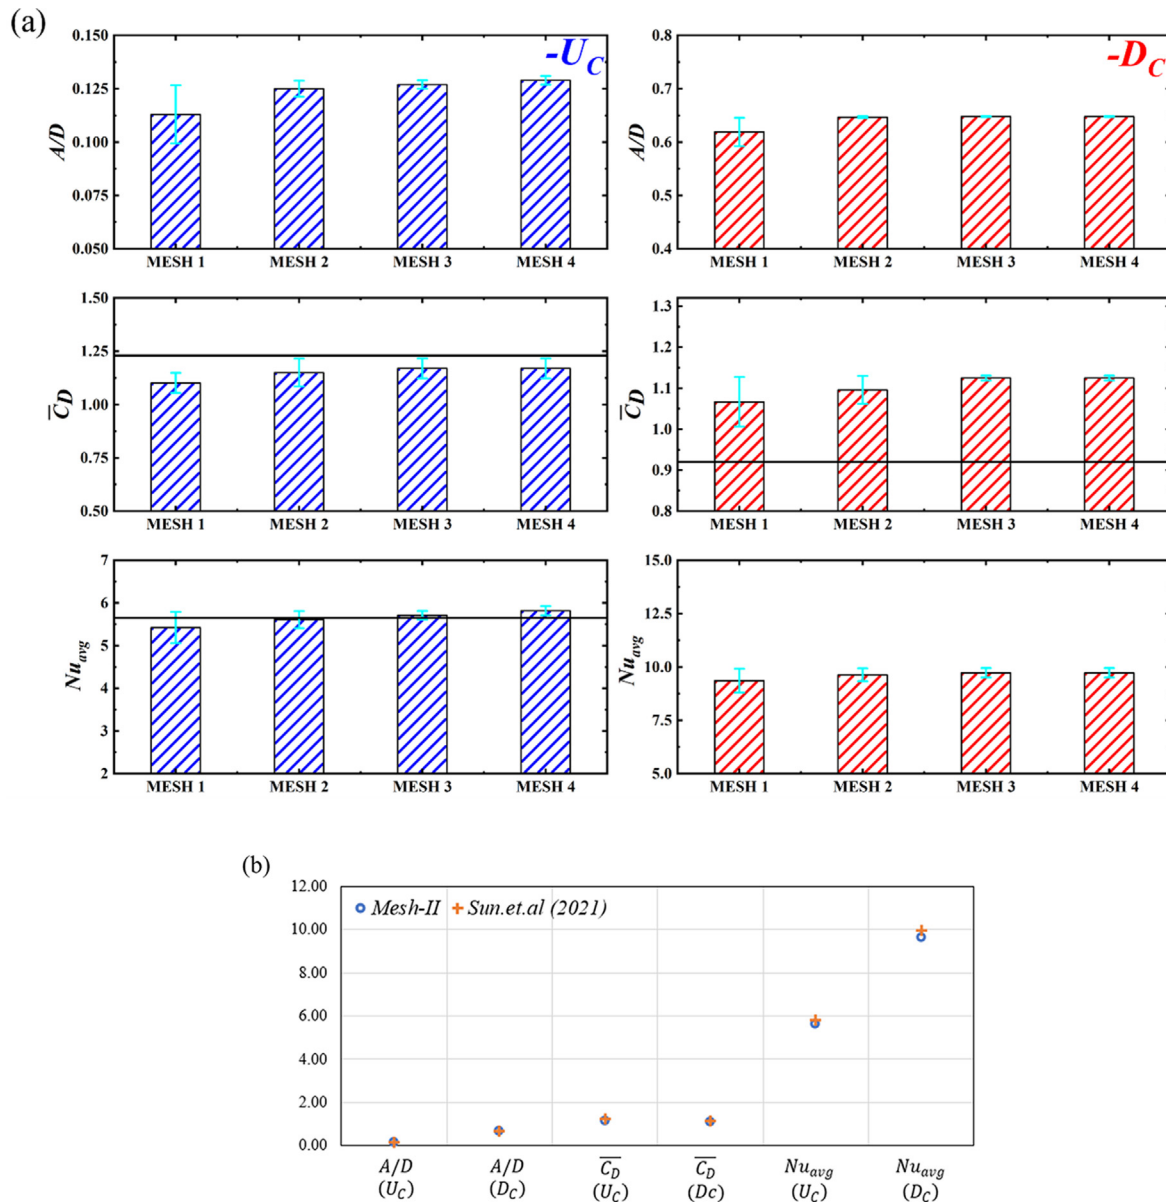 (a)
-U_C
A/D
0.150
0.125
0.100
0.075
0.050
MESH 1 MESH 2 MESH 3 MESH 4
-D_C
A/D
0.8
0.7
0.6
0.5
0.4
MESH 1 MESH 2 MESH 3 MESH 4
C̅_D
1.50
1.25
1.00
0.75
0.50
MESH 1 MESH 2 MESH 3 MESH 4
C̅_D
1.3
1.2
1.1
1.0
0.9
0.8
MESH 1 MESH 2 MESH 3 MESH 4
Nu_avg
7
6
5
4
3
2
MESH 1 MESH 2 MESH 3 MESH 4
Nu_avg
15.0
12.5
10.0
7.5
5.0
MESH 1 MESH 2 MESH 3 MESH 4
(b)
Mesh-II Sun.et.al (2021)
12.00
10.00
8.00
6.00
4.00
2.00
0.00
A/D A/D C̅_D C̅_D Nu_avg Nu_avg
(U_C) (D_C) (U_C) (Dc) (U_C) (D_C)